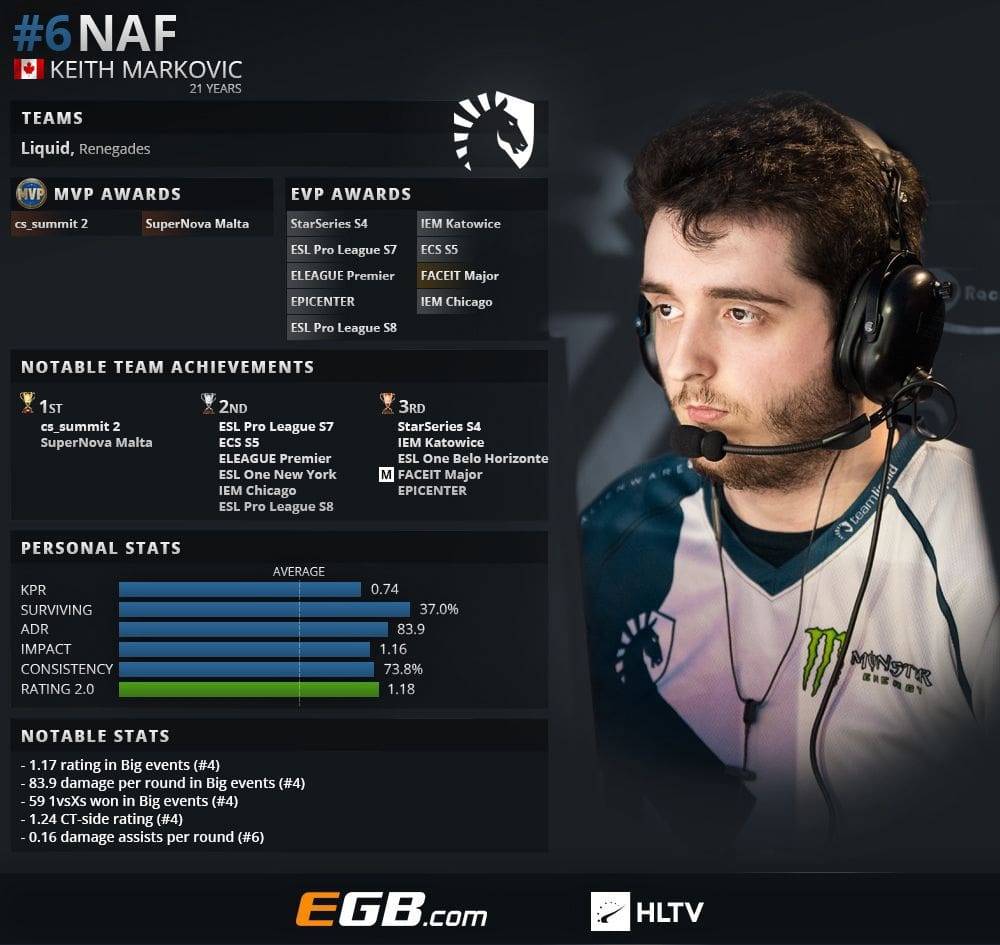 #6 NAF
KEITH MARKOVIC
21 YEARS
TEAMS
Liquid, Renegades
MVP MVP AWARDS
cs_summit 2 SuperNova Malta
EVP AWARDS
StarSeries S4 IEM Katowice
ESL Pro League S7 ECS S5
ELEAGUE Premier FACEIT Major
EPICENTER IEM Chicago
ESL Pro League S8
NOTABLE TEAM ACHIEVEMENTS
1ST
cs_summit 2
SuperNova Malta
2ND
ESL Pro League S7
ECS S5
ELEAGUE Premier
ESL One New York
IEM Chicago
ESL Pro League S8
3RD
StarSeries S4
IEM Katowice
ESL One Belo Horizonte
M FACEIT Major
EPICENTER
PERSONAL STATS
AVERAGE
KPR 0.74
SURVIVING 37.0%
ADR 83.9
IMPACT 1.16
CONSISTENCY 73.8%
RATING 2.0 1.18
NOTABLE STATS
- 1.17 rating in Big events (#4)
- 83.9 damage per round in Big events (#4)
- 59 1vsXs won in Big events (#4)
- 1.24 CT-side rating (#4)
- 0.16 damage assists per round (#6)
teamliquid
MONSTER
ENERGY
EGB.com
HLTV